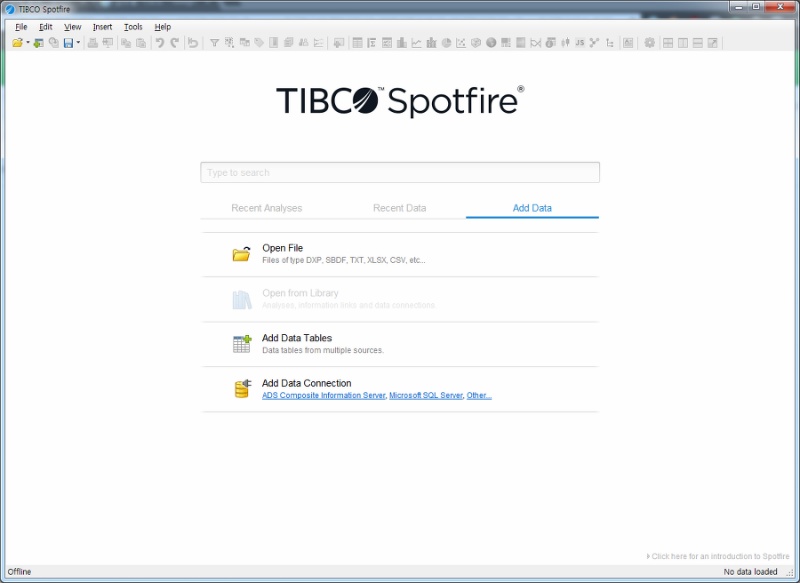 TIBCO Spotfire
File Edit View Insert Tools Help
TIBCO™ Spotfire®
Type to search
Recent Analyses Recent Data Add Data
Open File
Files of type DXP, SBDF, TXT, XLSX, CSV, etc...
Open from Library
Analyses, information links and data connections.
Add Data Tables
Data tables from multiple sources.
Add Data Connection
ADS Composite Information Server, Microsoft SQL Server, Other...
Click here for an introduction to Spotfire
Offline No data loaded